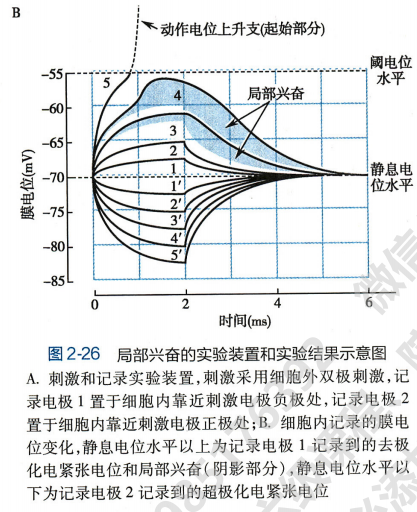 B
动作电位上升支(起始部分)
-55
阈电位
水平
5
4
局部兴奋
-60
3
-65
2
1
膜电位(mV)
-70
静息电
位水平
1′
-75
2′
3′
-80
4′
5′
-85
0
2
4
6
时间(ms)
图 2-26 局部兴奋的实验装置和实验结果示意图
A. 刺激和记录实验装置,刺激采用细胞外双极刺激,记
录电极 1 置于细胞内靠近刺激电极负极处,记录电极 2
置于细胞内靠近刺激电极正极处;B. 细胞内记录的膜电
位变化,静息电位水平以上为记录电极 1 记录到的去极
化电紧张电位和局部兴奋(阴影部分),静息电位水平以
下为记录电极 2 记录到的超极化电紧张电位